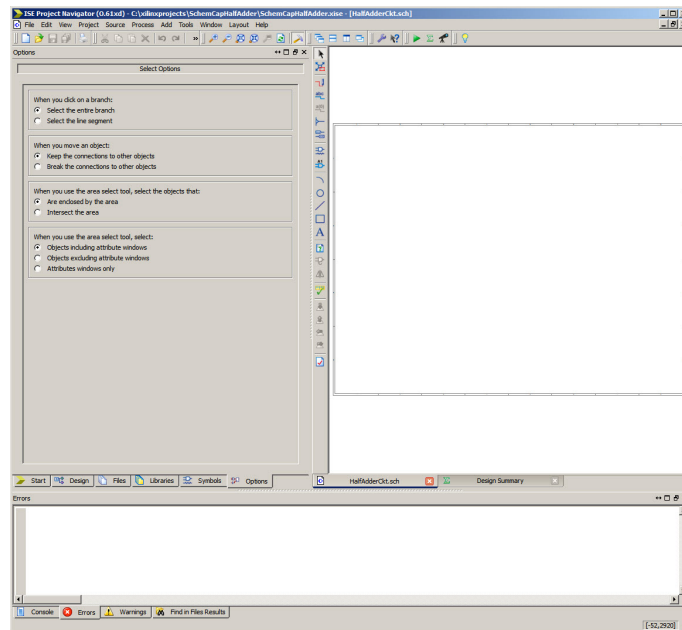 ISE Project Navigator (0.61xd) - C:\xilinxprojects\SchemCapHalfAdder\SchemCapHalfAdder.xise - [HalfAdderCkt.sch]
File Edit View Project Source Process Add Tools Window Layout Help
Options
Select Options
When you click on a branch:
Select the entire branch
Select the line segment
When you move an object:
Keep the connections to other objects
Break the connections to other objects
When you use the area select tool, select the objects that:
Are enclosed by the area
Intersect the area
When you use the area select tool, select:
Objects including attribute windows
Objects excluding attribute windows
Attributes windows only
A
Start Design Files Libraries Symbols Options
HalfAdderCkt.sch Design Summary
Errors
Console Errors Warnings Find in Files Results
[-52,2920]